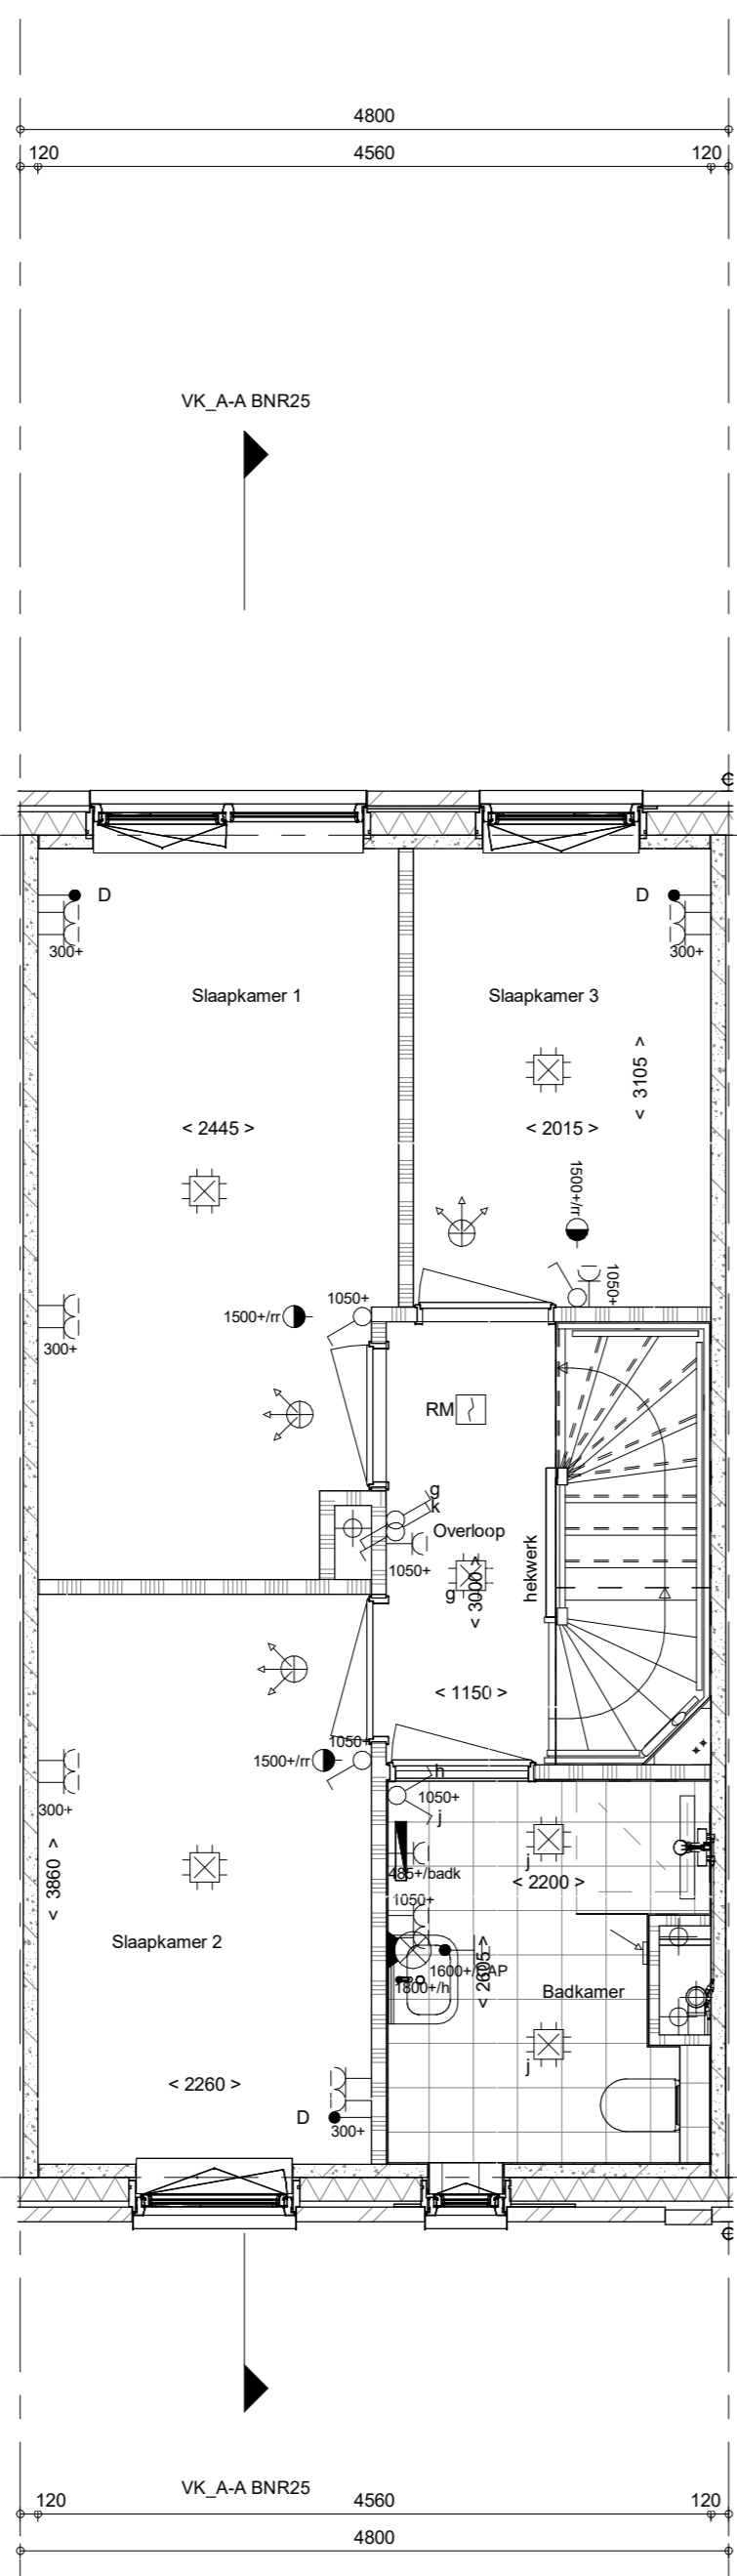 4800
120 4560 120
VK_A-A BNR25
D D
300+ 300+
Slaapkamer 1 Slaapkamer 3
< 3105 >
< 2445 > < 2015 >
1500+/rr
1050+
1500+/rr 1050+
300+
RM
g
k
Overloop
1050+
g
< 3000 >
hekwerk
< 1150 >
1500+/rr 1050+
h
1050+
j
300+
< 3860 >
j
485+/badk
< 2200 >
1050+
Slaapkamer 2
1600+/CAP
1800+/h
< 2605 >
Badkamer
j
< 2260 >
D
300+
VK_A-A BNR25
120 4560 120
4800